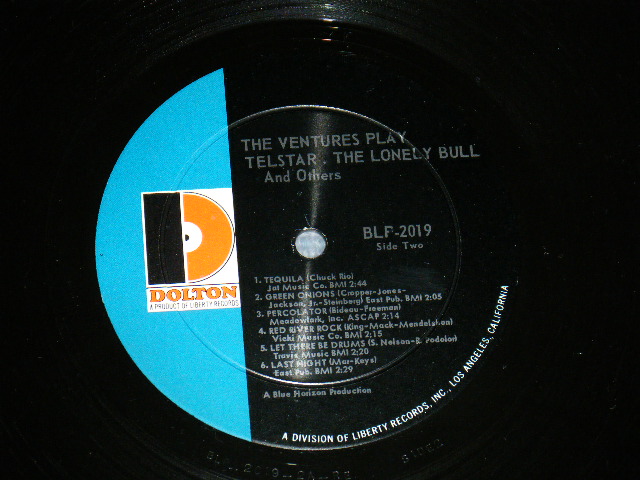 THE VENTURES PLAY
TELSTAR . THE LONELY BULL
And Others
BLP-2019
Side Two
1. TEQUILA (Chuck Rio)
Jat Music Co. BMI 2:44
2. GREEN ONIONS (Cropper-Jones-
Jackson, Jr.-Steinberg) East Pub. BMI 2:05
3. PERCOLATOR (Bideau-Freeman)
Meadowlark, Inc. ASCAP 2:14
4. RED RIVER ROCK (King-Mack-Mendelshon)
Vicki Music Co. BMI 2:15
5. LET THERE BE DRUMS (S. Nelson-R. Podolor)
Travis Music BMI 2:20
6. LAST NIGHT (Mar-Keys)
East Pub. BMI 2:29
A Blue Horizon Production
DOLTON
A PRODUCT OF LIBERTY RECORDS
A DIVISION OF LIBERTY RECORDS, INC., LOS ANGELES, CALIFORNIA